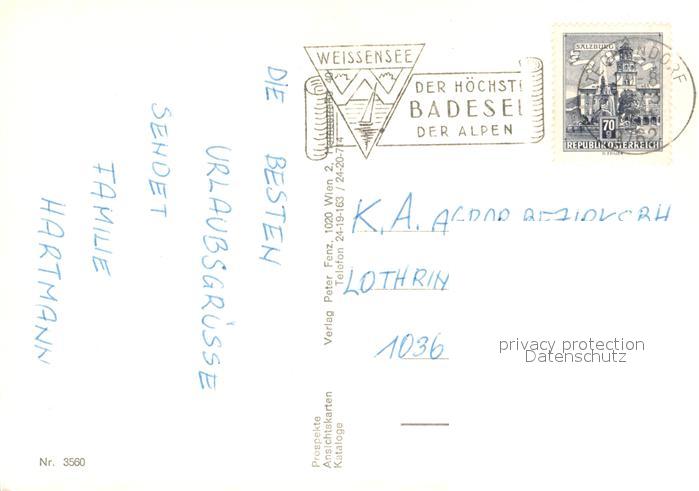 DIE BESTEN
URLAUBSGRÜSSE
SENDET
FAMILIE
HARTMANN
WEISSENSEE
DER HÖCHSTE
BADESEE
DER ALPEN
SALZBURG
70
REPUBLIK ÖSTERREICH
Verlag Peter Fenz, 1020 Wien 2,
Telefon 24-19-163 / 24-20-714
Prospekte
Ansichtskarten
Kataloge
K.A.
LOTHRIN
1036
privacy protection
Datenschutz
Nr. 3560